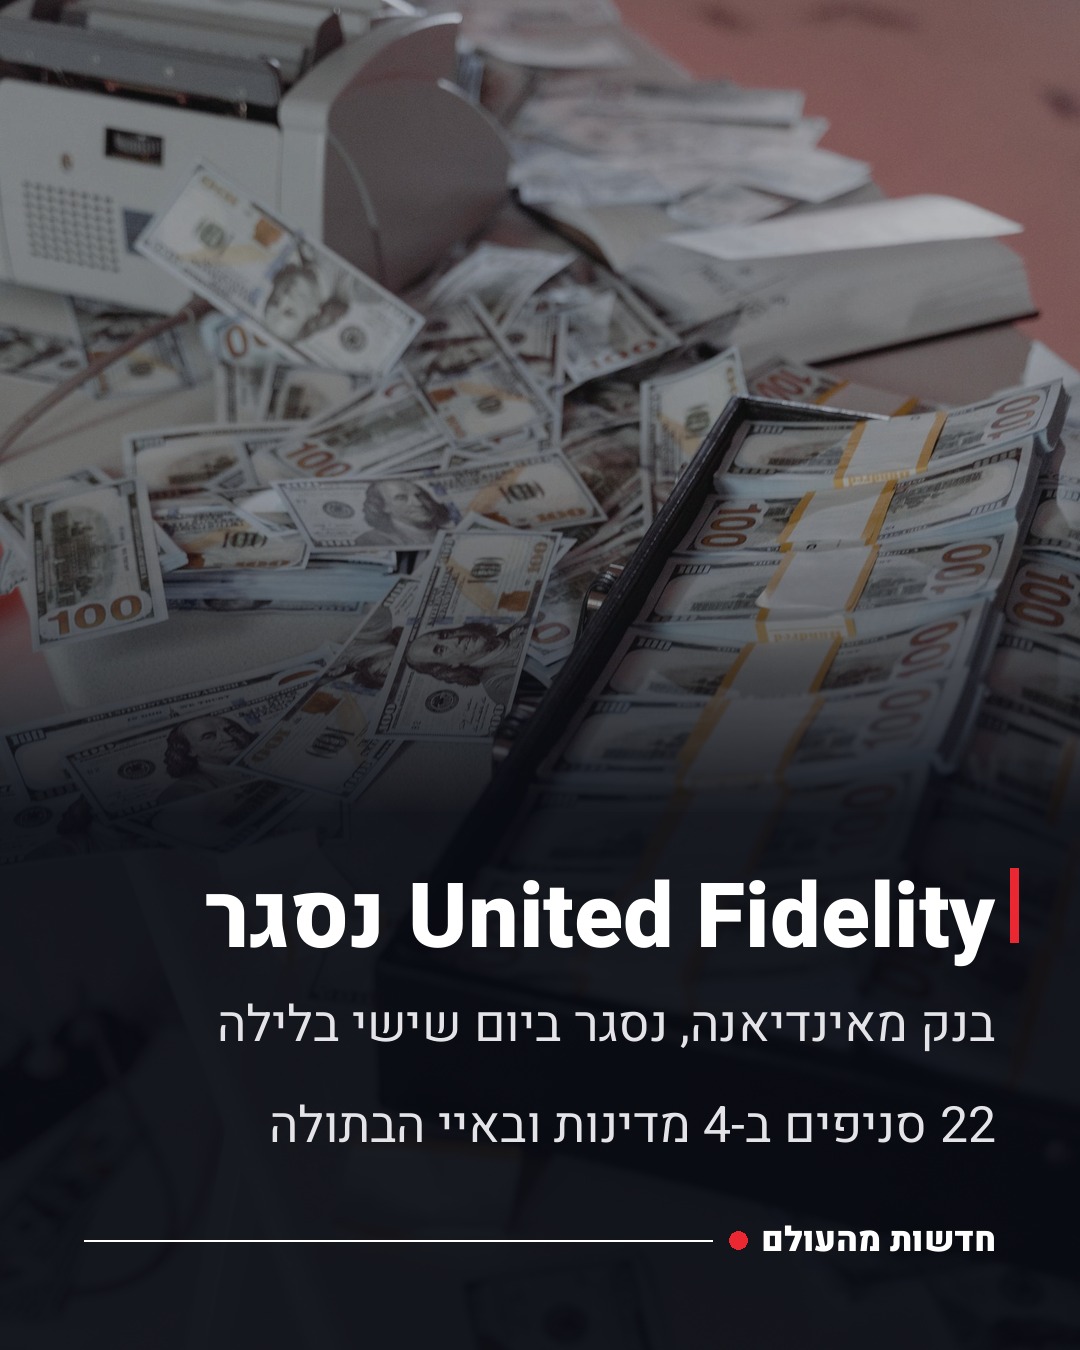 United Fidelity נסגר
בנק מאינדיאנה, נסגר ביום שישי בלילה
22 סניפים ב-4 מדינות ובאיי הבתולה
חדשות מהעולם